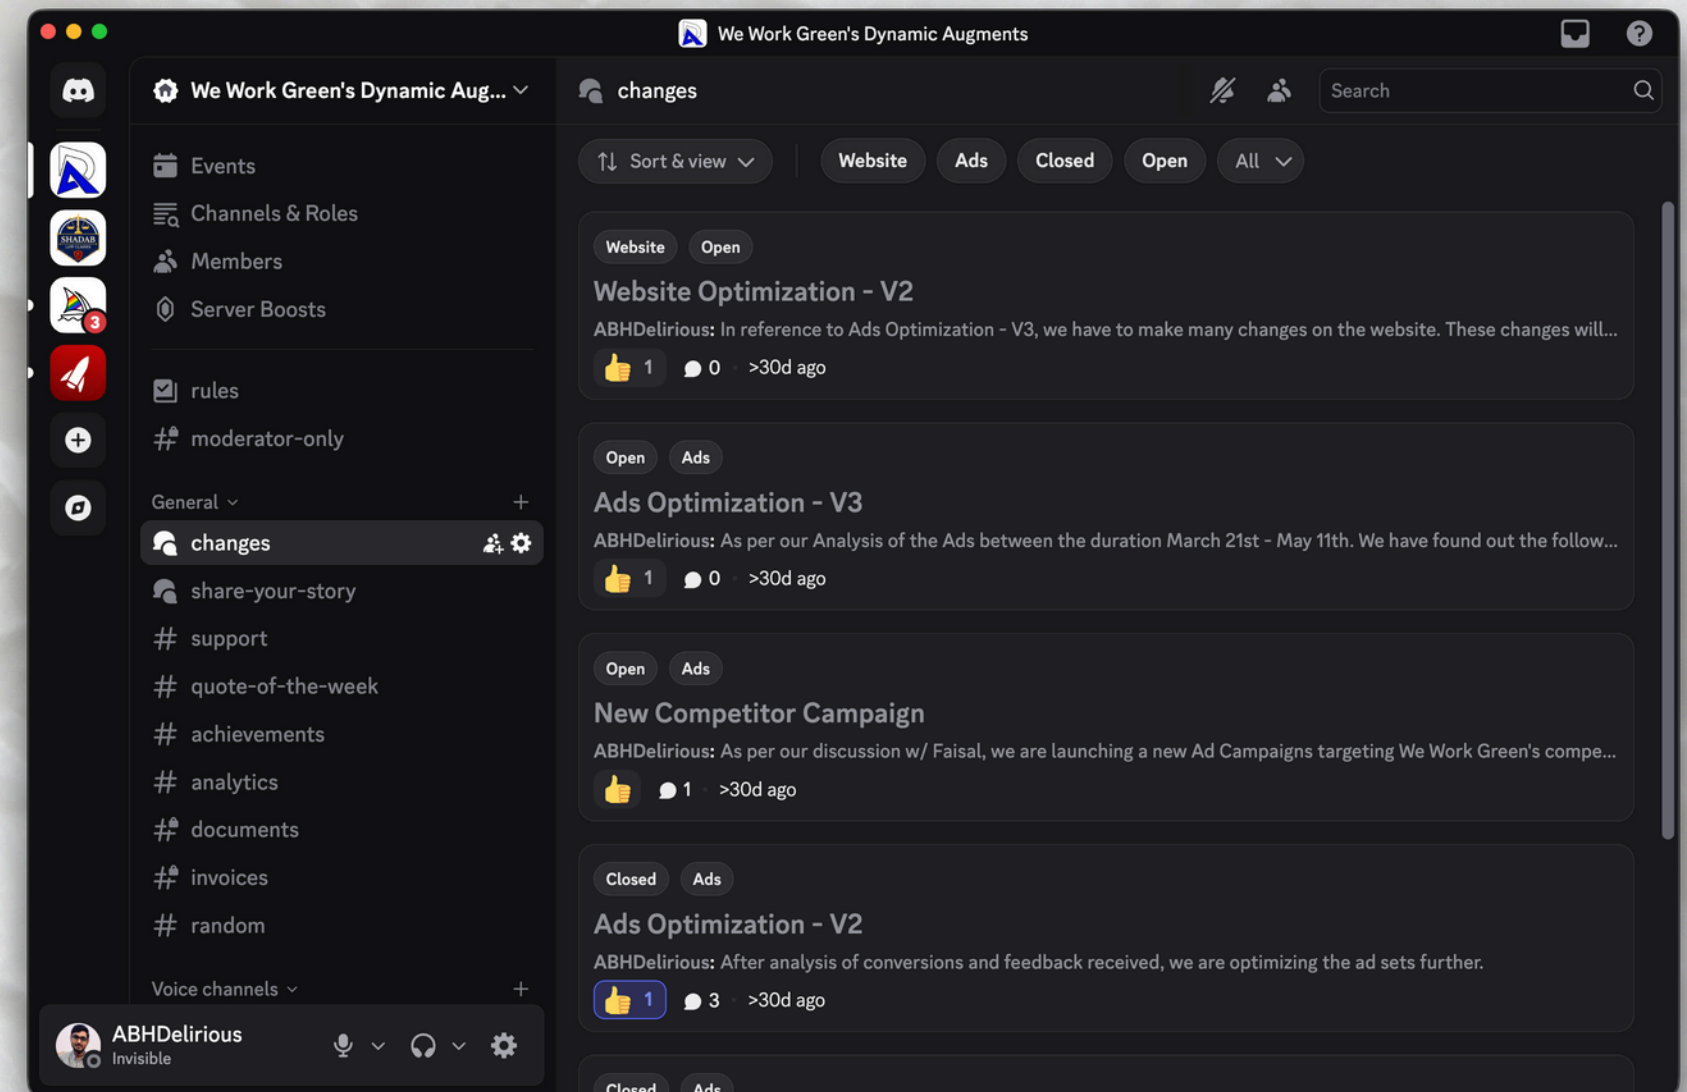 We Work Green's Dynamic Augments
We Work Green's Dynamic Aug...
changes
Search
Events
Channels & Roles
Members
Server Boosts
SHADAB
3
rules
moderator-only
General
changes
share-your-story
support
quote-of-the-week
achievements
analytics
documents
invoices
random
Voice channels
ABHDelirious
Invisible
Sort & view
Website
Ads
Closed
Open
All
Website Open
Website Optimization - V2
ABHDelirious: In reference to Ads Optimization - V3, we have to make many changes on the website. These changes will...
1 0 >30d ago
Open Ads
Ads Optimization - V3
ABHDelirious: As per our Analysis of the Ads between the duration March 21st - May 11th. We have found out the follow...
1 0 >30d ago
Open Ads
New Competitor Campaign
ABHDelirious: As per our discussion w/ Faisal, we are launching a new Ad Campaigns targeting We Work Green's compe...
1 >30d ago
Closed Ads
Ads Optimization - V2
ABHDelirious: After analysis of conversions and feedback received, we are optimizing the ad sets further.
1 3 >30d ago
Closed Ads